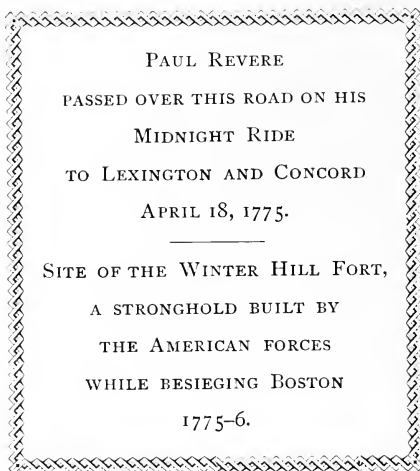 PAUL REVERE
PASSED OVER THIS ROAD ON HIS
MIDNIGHT RIDE
TO LEXINGTON AND CONCORD
APRIL 18, 1775.
SITE OF THE WINTER HILL FORT,
A STRONGHOLD BUILT BY
THE AMERICAN FORCES
WHILE BESIEGING BOSTON
1775–6.